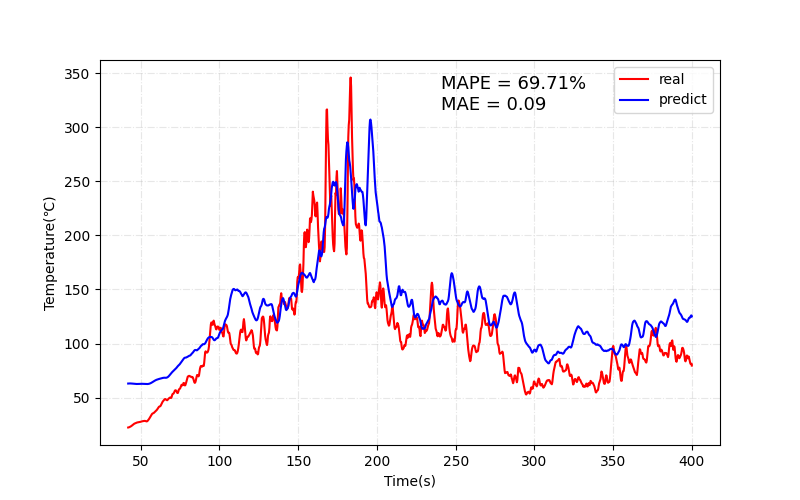 MAPE = 69.71%
MAE = 0.09
real
predict
Temperature(℃)
350
300
250
200
150
100
50
50 100 150 200 250 300 350 400
Time(s)